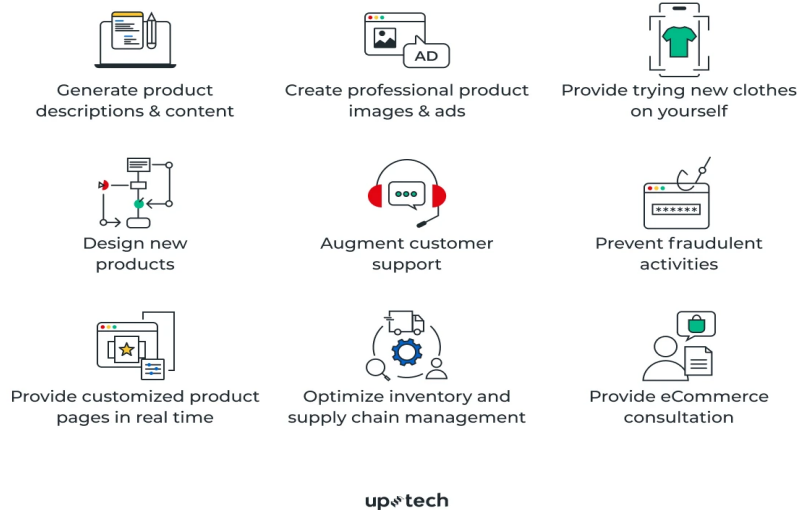 AD
Generate product
descriptions & content
Create professional product
images & ads
Provide trying new clothes
on yourself
Design new
products
Augment customer
support
******
Prevent fraudulent
activities
Provide customized product
pages in real time
Optimize inventory and
supply chain management
Provide eCommerce
consultation
uptech